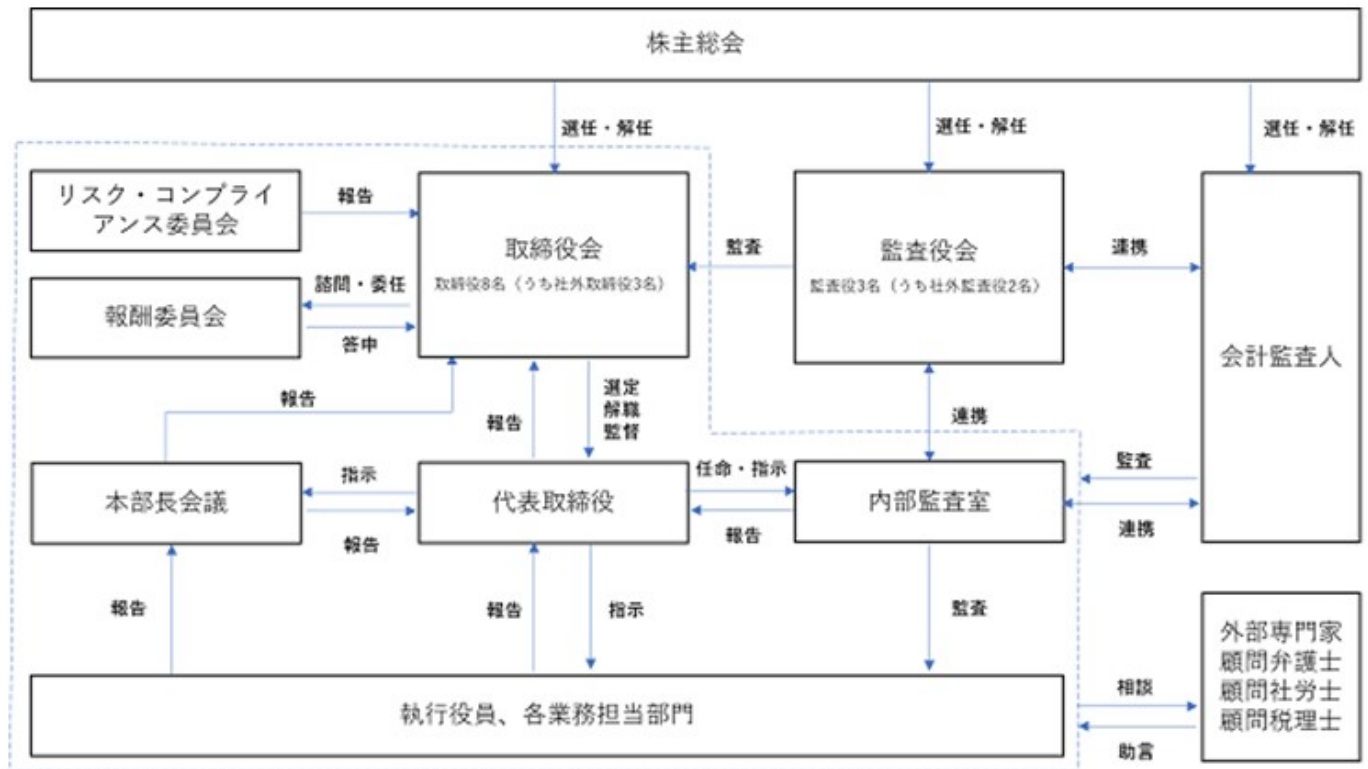 株主総会
選任・解任
選任・解任
選任・解任
リスク・コンプライ
アンス委員会
報告
取締役会
取締役8名（うち社外取締役3名）
監査
監査役会
監査役3名（うち社外監査役2名）
連携
会計監査人
報酬委員会
諮問・委任
答申
報告
報告
選定
解職
監督
連携
本部長会議
指示
報告
代表取締役
任命・指示
報告
内部監査室
監査
連携
報告
報告
指示
監査
執行役員、各業務担当部門
相談
助言
外部専門家
顧問弁護士
顧問社労士
顧問税理士